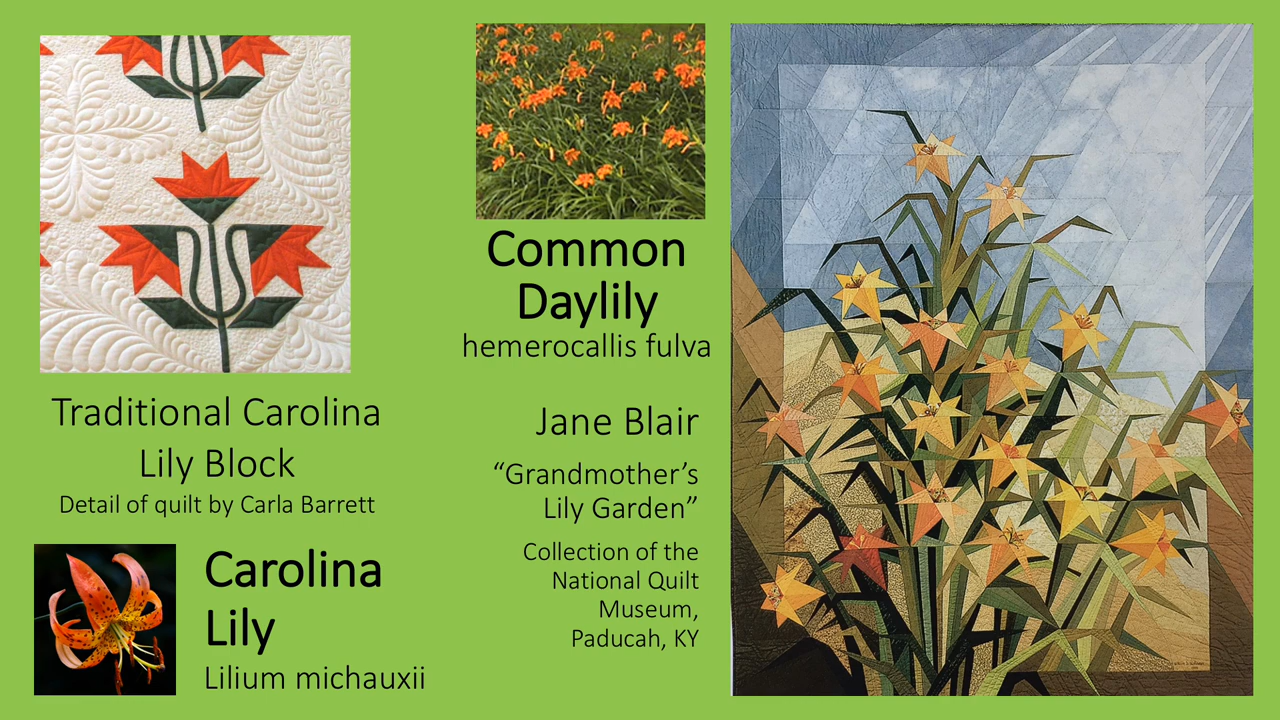 Traditional Carolina
Lily Block
Detail of quilt by Carla Barrett
Carolina
Lily
Lilium michauxii
Common
Daylily
hemerocallis fulva
Jane Blair
“Grandmother’s
Lily Garden”
Collection of the
National Quilt
Museum,
Paducah, KY